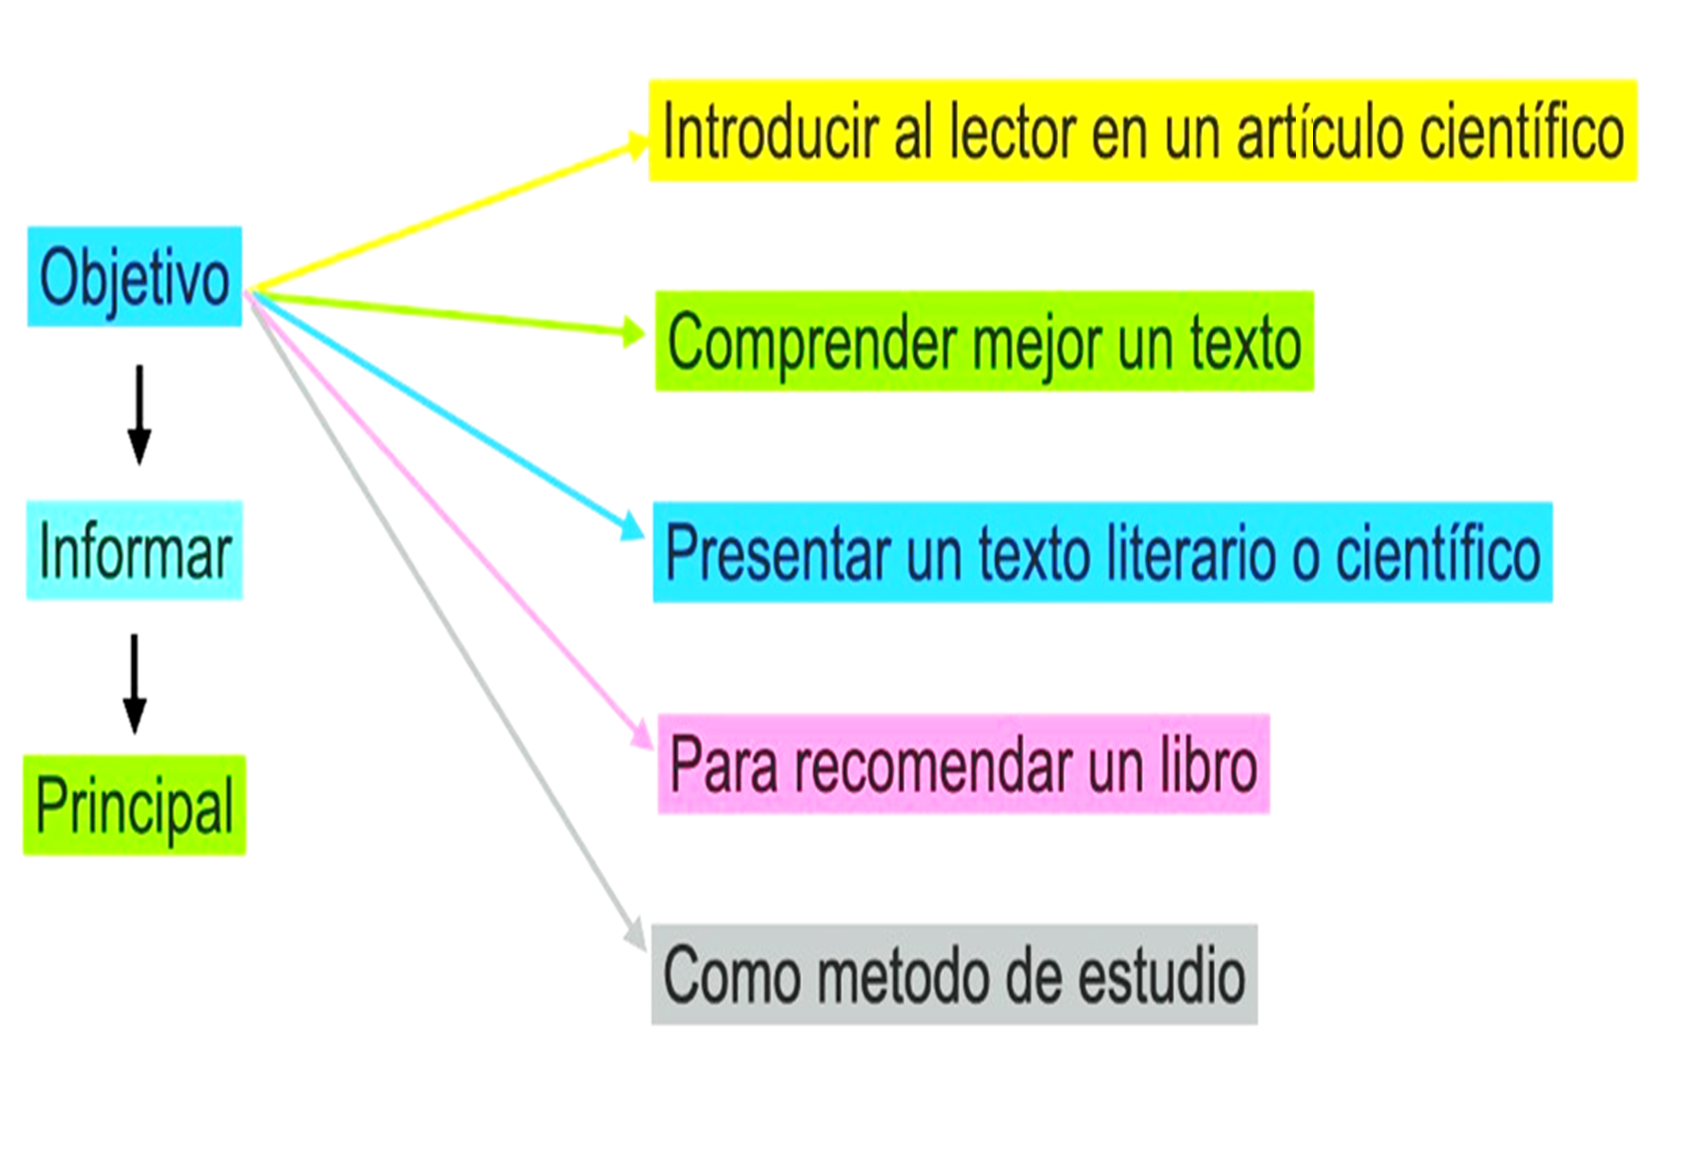 Objetivo
Informar
Principal
Introducir al lector en un artículo científico
Comprender mejor un texto
Presentar un texto literario o científico
Para recomendar un libro
Como metodo de estudio